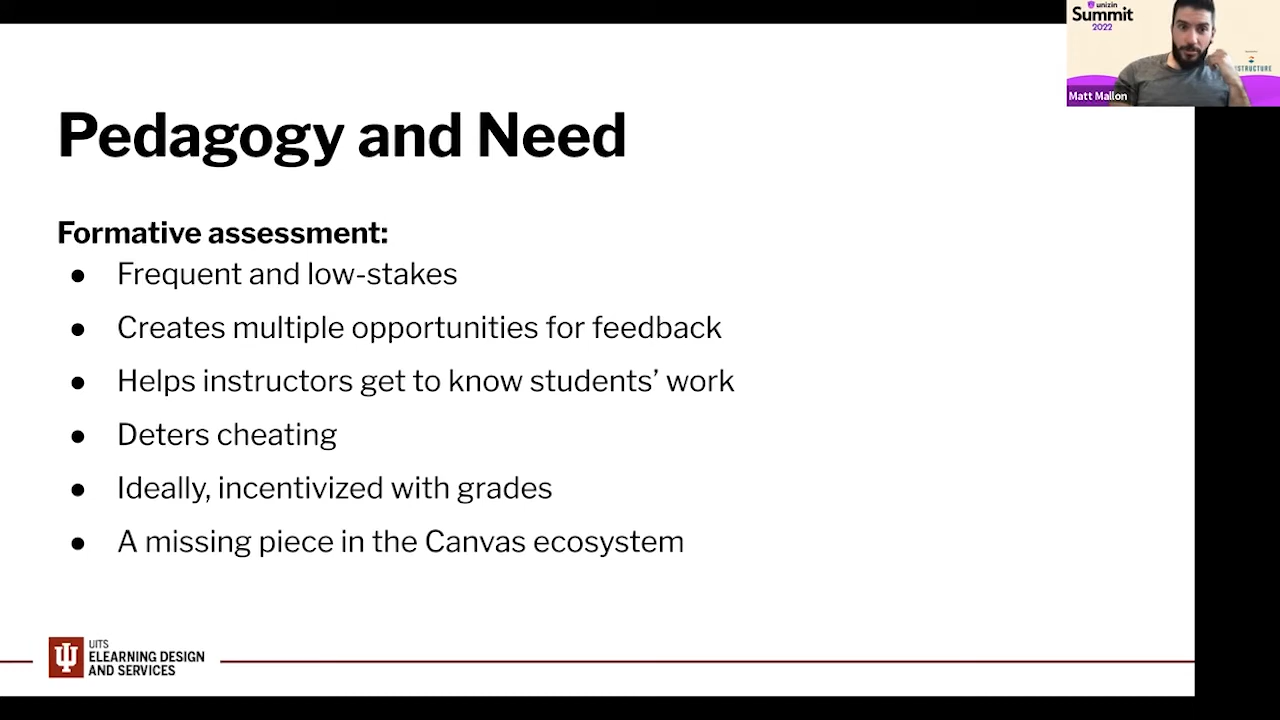 unizin
Summit
2022
STRUCTURE
Matt Mallon
Pedagogy and Need
Formative assessment:
● Frequent and low-stakes
● Creates multiple opportunities for feedback
● Helps instructors get to know students’ work
● Deters cheating
● Ideally, incentivized with grades
● A missing piece in the Canvas ecosystem
UITS
ELEARNING DESIGN
AND SERVICES